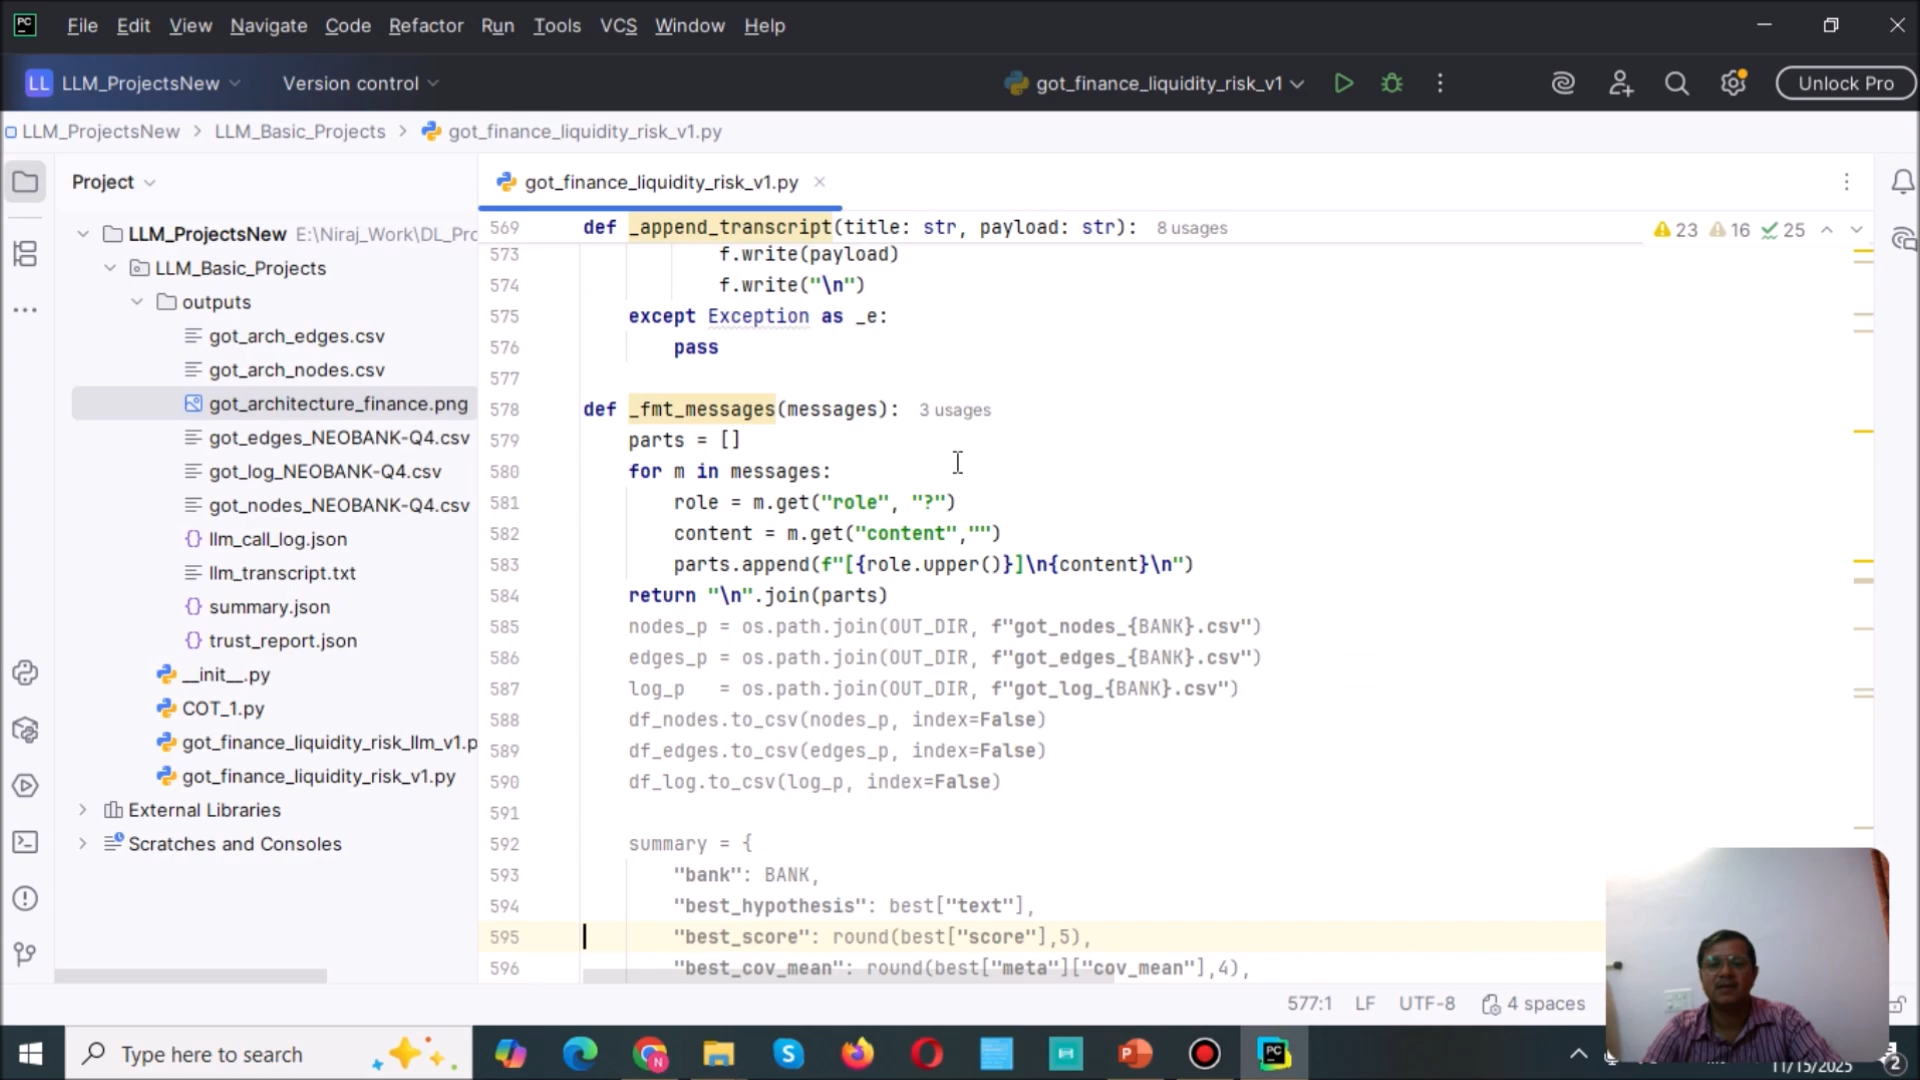 PC
File Edit View Navigate Code Refactor Run Tools VCS Window Help
LL LLM_ProjectsNew Version control got_finance_liquidity_risk_v1 Unlock Pro
LLM_ProjectsNew > LLM_Basic_Projects > got_finance_liquidity_risk_v1.py
Project
got_finance_liquidity_risk_v1.py
LLM_ProjectsNew E:\Niraj_Work\DL_Prc
LLM_Basic_Projects
outputs
got_arch_edges.csv
got_arch_nodes.csv
got_architecture_finance.png
got_edges_NEOBANK-Q4.csv
got_log_NEOBANK-Q4.csv
got_nodes_NEOBANK-Q4.csv
llm_call_log.json
llm_transcript.txt
summary.json
trust_report.json
__init__.py
COT_1.py
got_finance_liquidity_risk_llm_v1.p
got_finance_liquidity_risk_v1.py
External Libraries
Scratches and Consoles
569 def _append_transcript(title: str, payload: str): 8 usages
23 16 25
573 f.write(payload)
574 f.write("\n")
575 except Exception as _e:
576 pass
577
578 def _fmt_messages(messages): 3 usages
579 parts = []
580 for m in messages:
581 role = m.get("role", "?")
582 content = m.get("content","")
583 parts.append(f"[{role.upper()}]\n{content}\n")
584 return "\n".join(parts)
585 nodes_p = os.path.join(OUT_DIR, f"got_nodes_{BANK}.csv")
586 edges_p = os.path.join(OUT_DIR, f"got_edges_{BANK}.csv")
587 log_p   = os.path.join(OUT_DIR, f"got_log_{BANK}.csv")
588 df_nodes.to_csv(nodes_p, index=False)
589 df_edges.to_csv(edges_p, index=False)
590 df_log.to_csv(log_p, index=False)
591
592 summary = {
593 "bank": BANK,
594 "best_hypothesis": best["text"],
595 "best_score": round(best["score"],5),
596 "best_cov_mean": round(best["meta"]["cov_mean"],4),
577:1 LF UTF-8 4 spaces
Type here to search
11/15/2025
2